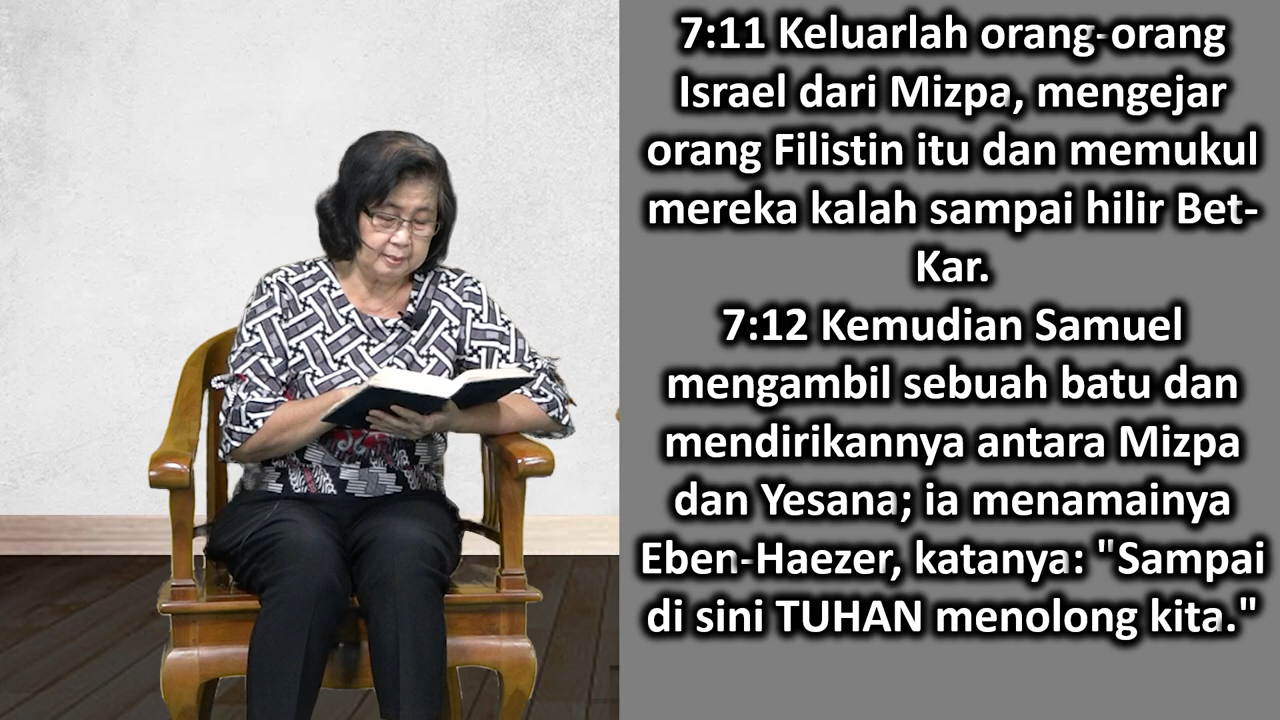 7:11 Keluarlah orang-orang
Israel dari Mizpa, mengejar
orang Filistin itu dan memukul
mereka kalah sampai hilir Bet-
Kar.
7:12 Kemudian Samuel
mengambil sebuah batu dan
mendirikannya antara Mizpa
dan Yesana; ia menamainya
Eben-Haezer, katanya: "Sampai
di sini TUHAN menolong kita."